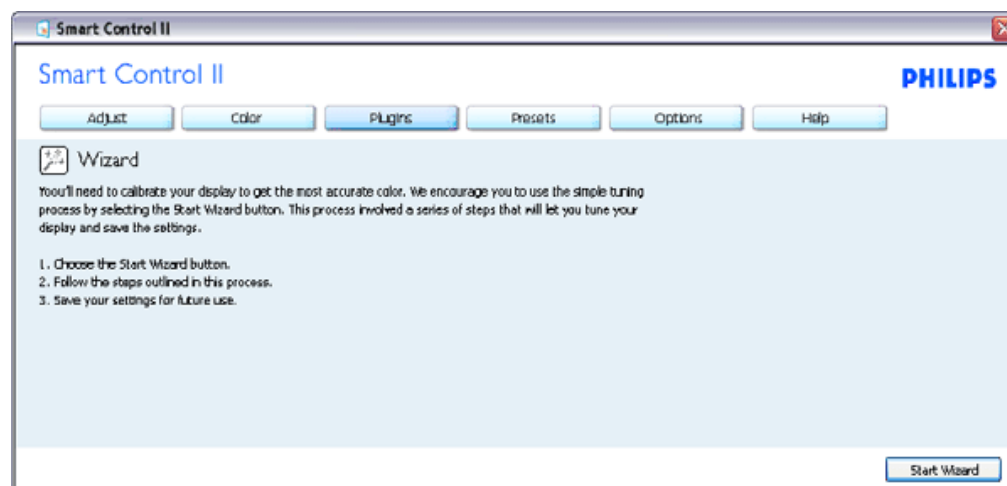 Smart Control II
Smart Control II
PHILIPS
Adjust Color Plugins Presets Options Help
Wizard
Yoou'll need to calibrate your display to get the most accurate color. We encourage you to use the simple tuning
process by selecting the Start Wizard button. This process involved a series of steps that will let you tune your
display and save the settings.
1. Choose the Start Wizard button.
2. Follow the steps outlined in this process.
3. Save your settings for future use.
Start Wizard